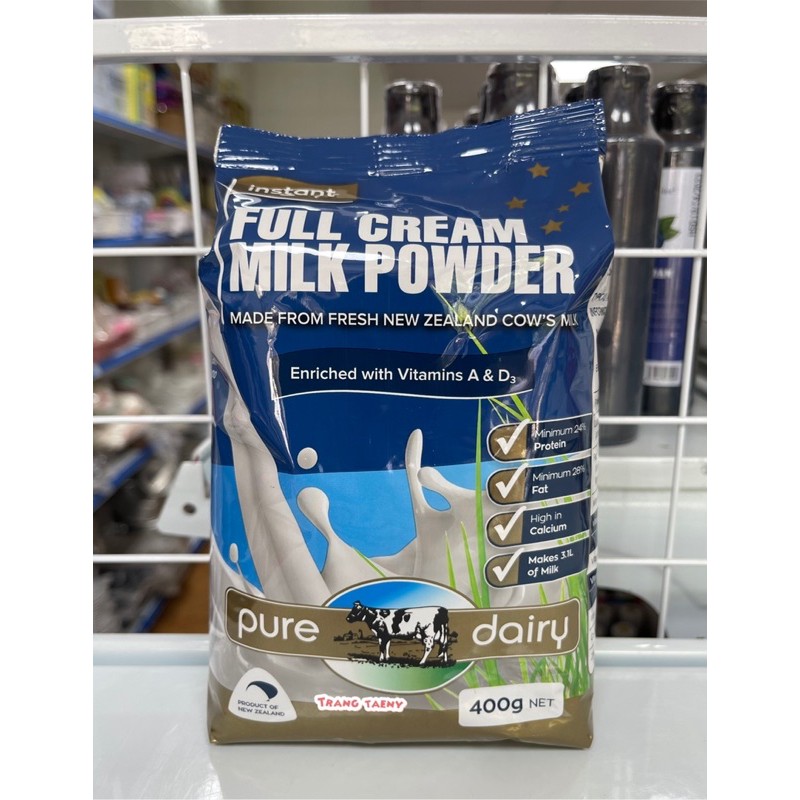 instant
FULL CREAM
MILK POWDER
MADE FROM FRESH NEW ZEALAND COW'S MILK
Enriched with Vitamins A & D3
Minimum 24%
Protein
Minimum 28%
Fat
High in
Calcium
Makes 3.1L
of Milk
pure dairy
PRODUCT OF
NEW ZEALAND
TRANG TAENY
400g NET